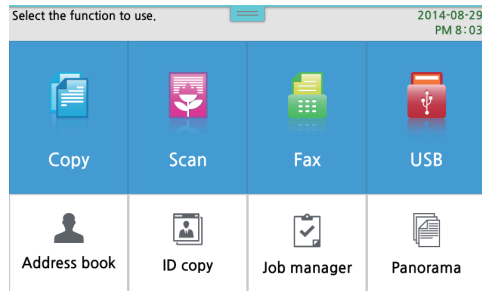 Select the function to use.
2014-08-29
PM 8:03
Copy
Scan
Fax
USB
Address book
ID copy
Job manager
Panorama